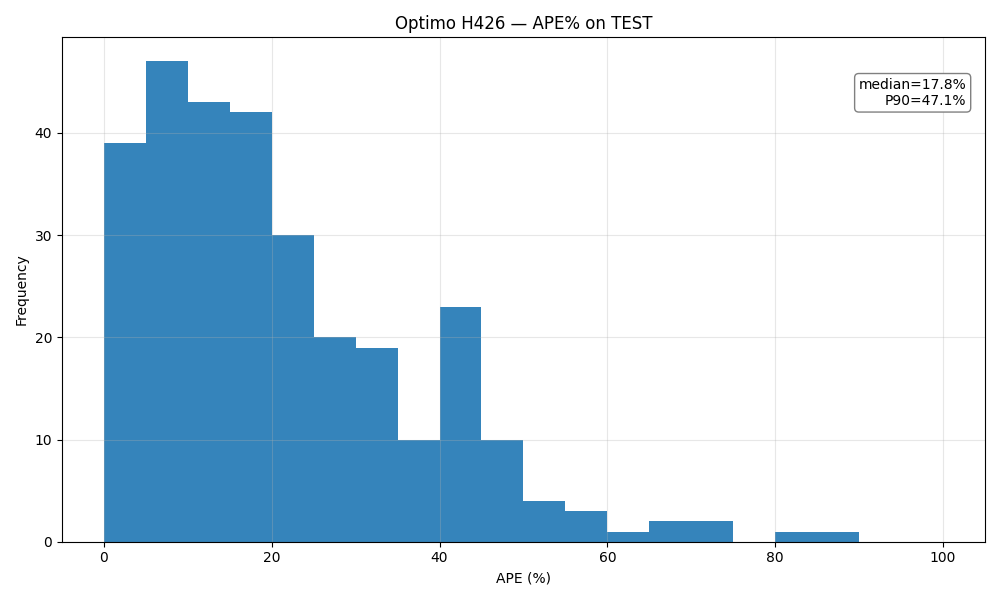 Optimo H426 — APE% on TEST
median=17.8%
P90=47.1%
Frequency
40
30
20
10
0
0 20 40 60 80 100
APE (%)